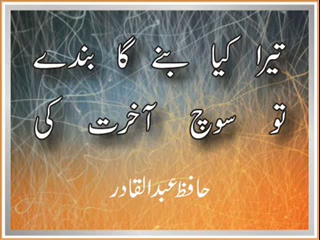 تیرا کیا بنے گا بندے
تو سوچ آخرت کی
حافظ عبدالقادر